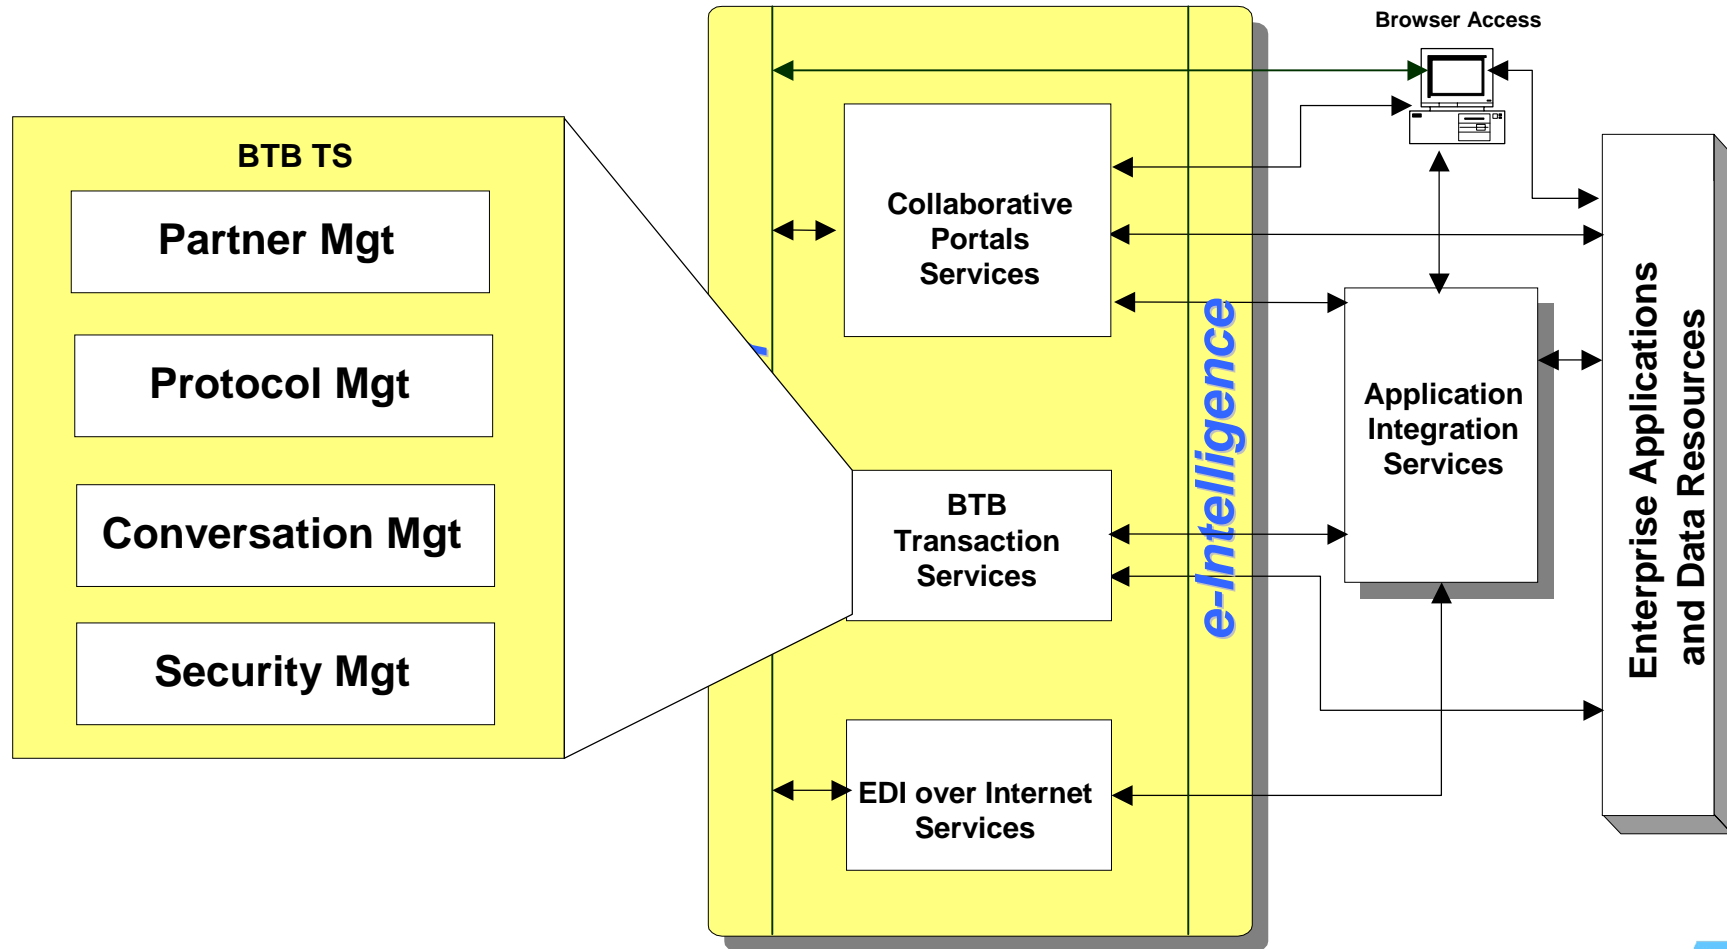 Browser Access
BTB TS
Partner Mgt
Protocol Mgt
Conversation Mgt
Security Mgt
Collaborative
Portals
Services
BTB
Transaction
Services
EDI over Internet
Services
e-Intelligence
Application
Integration
Services
Enterprise Applications
and Data Resources